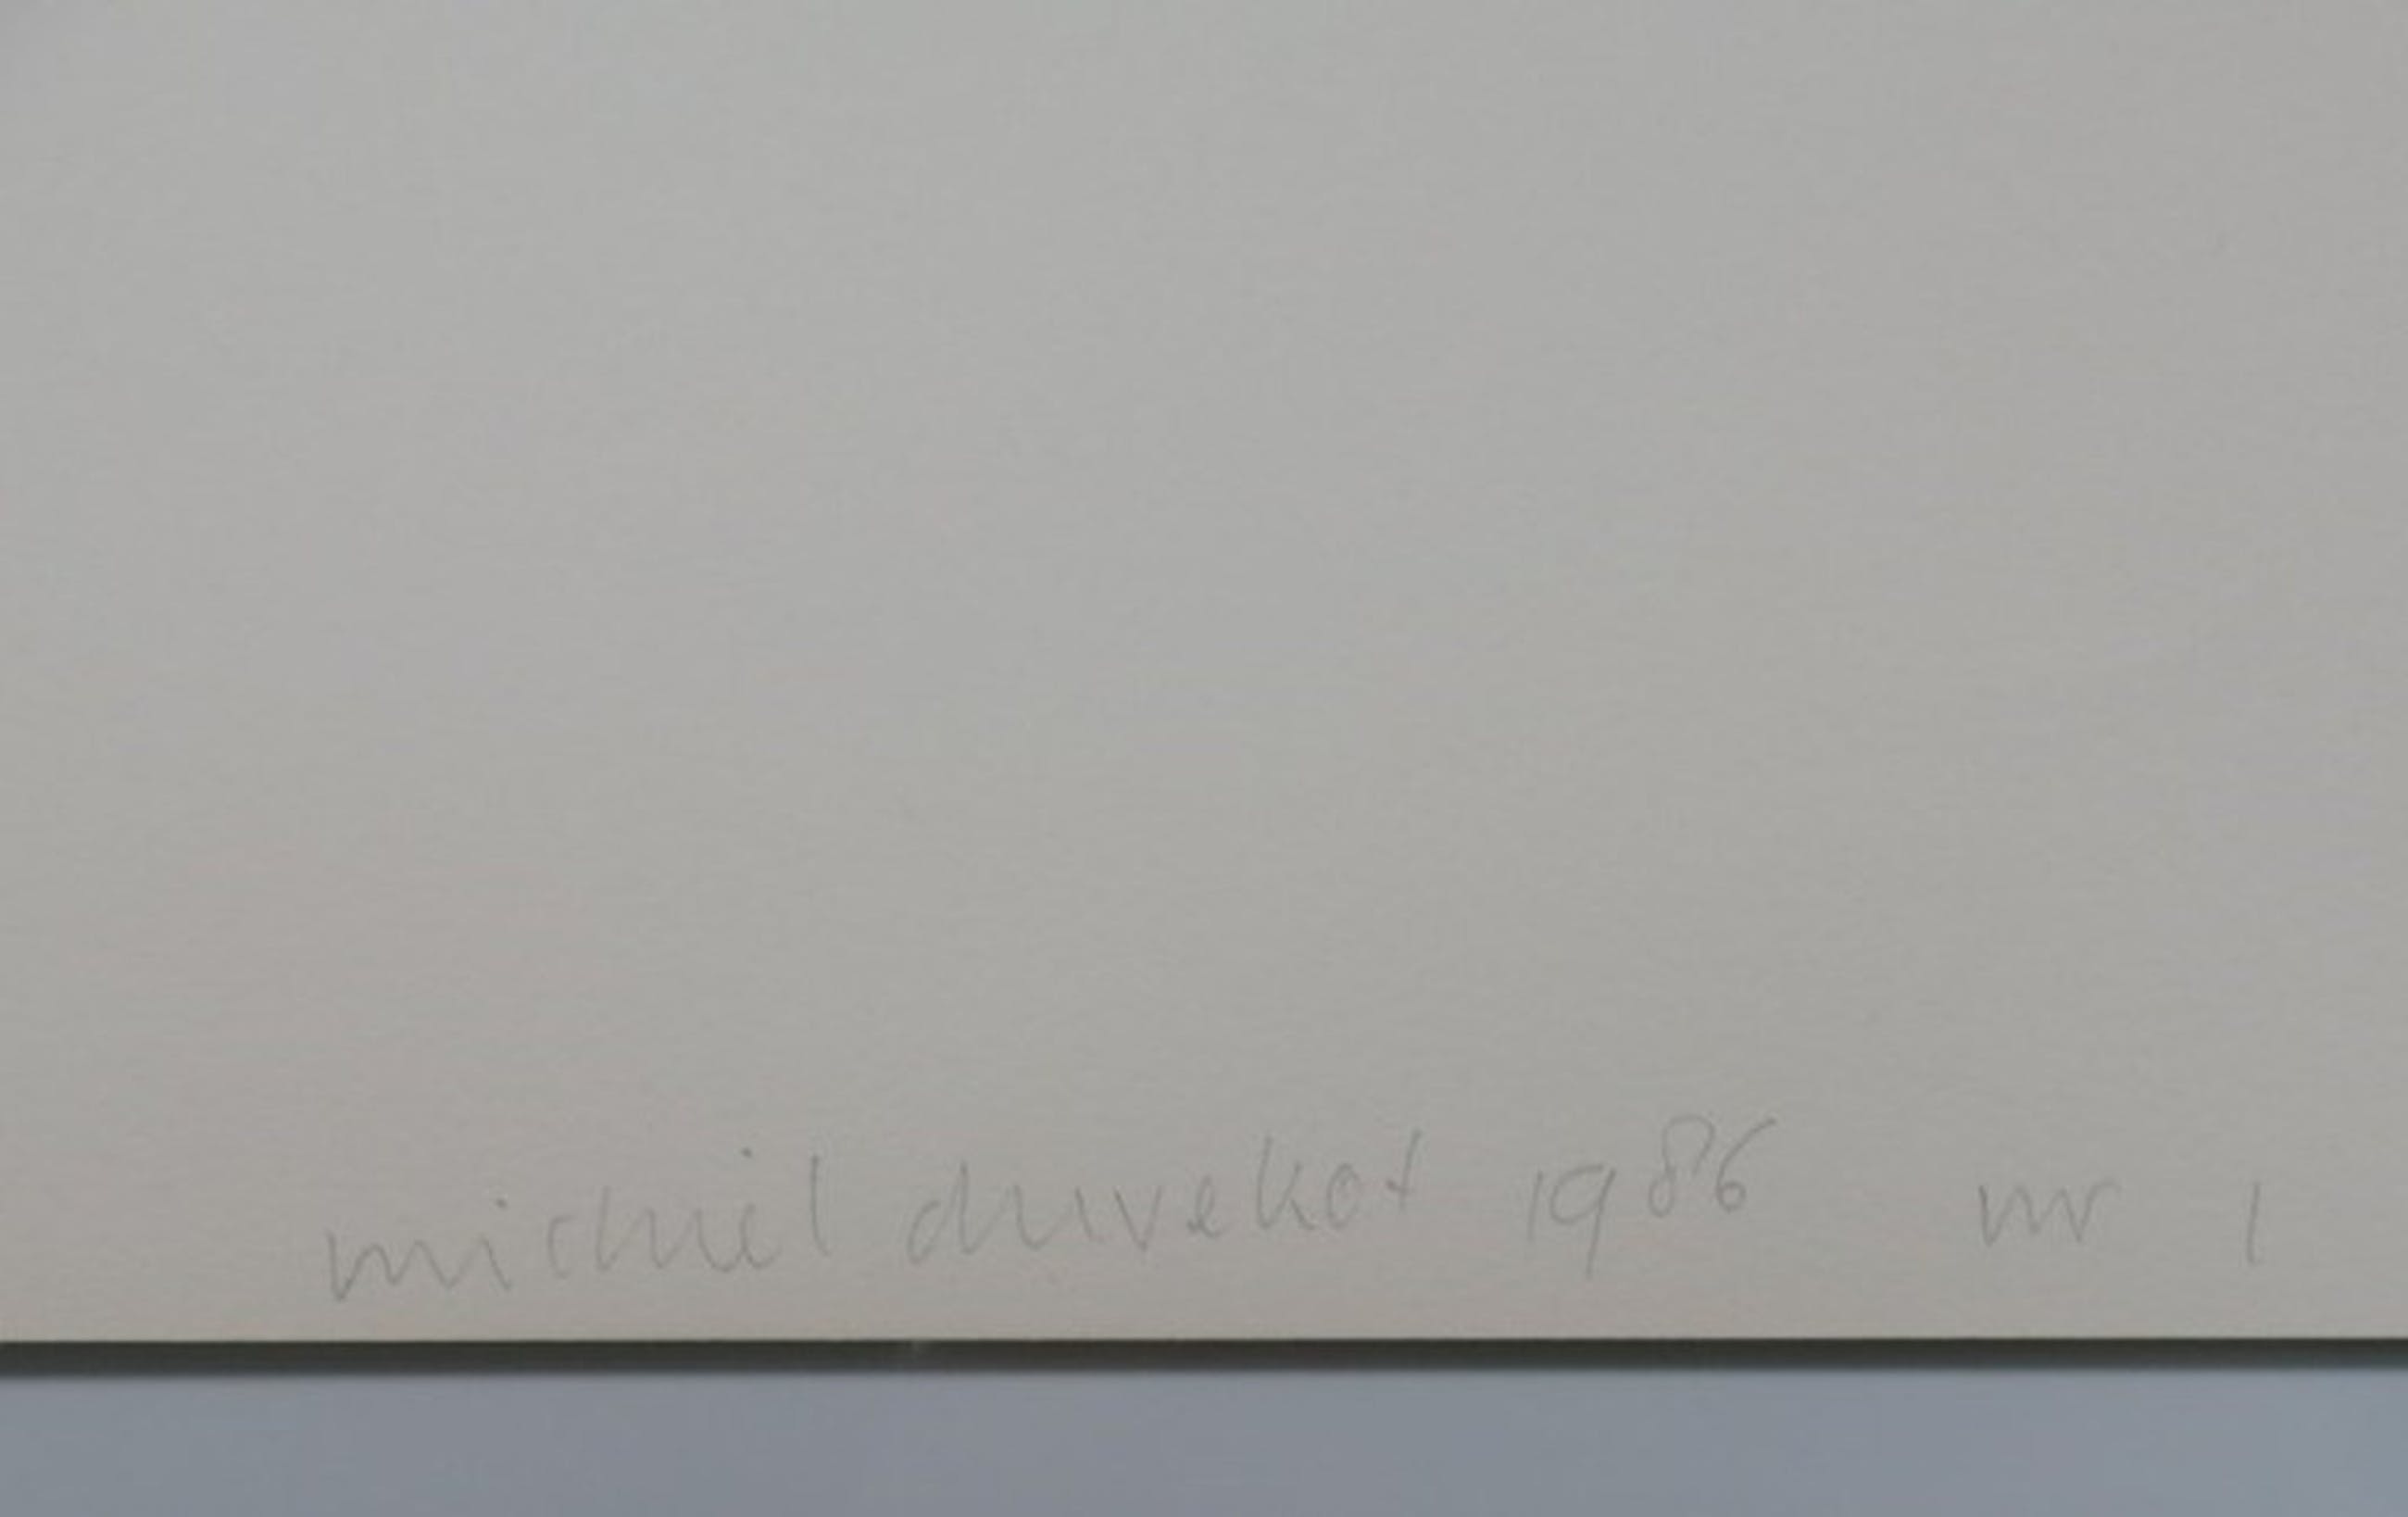 michiel duvekot 1986 nr 1